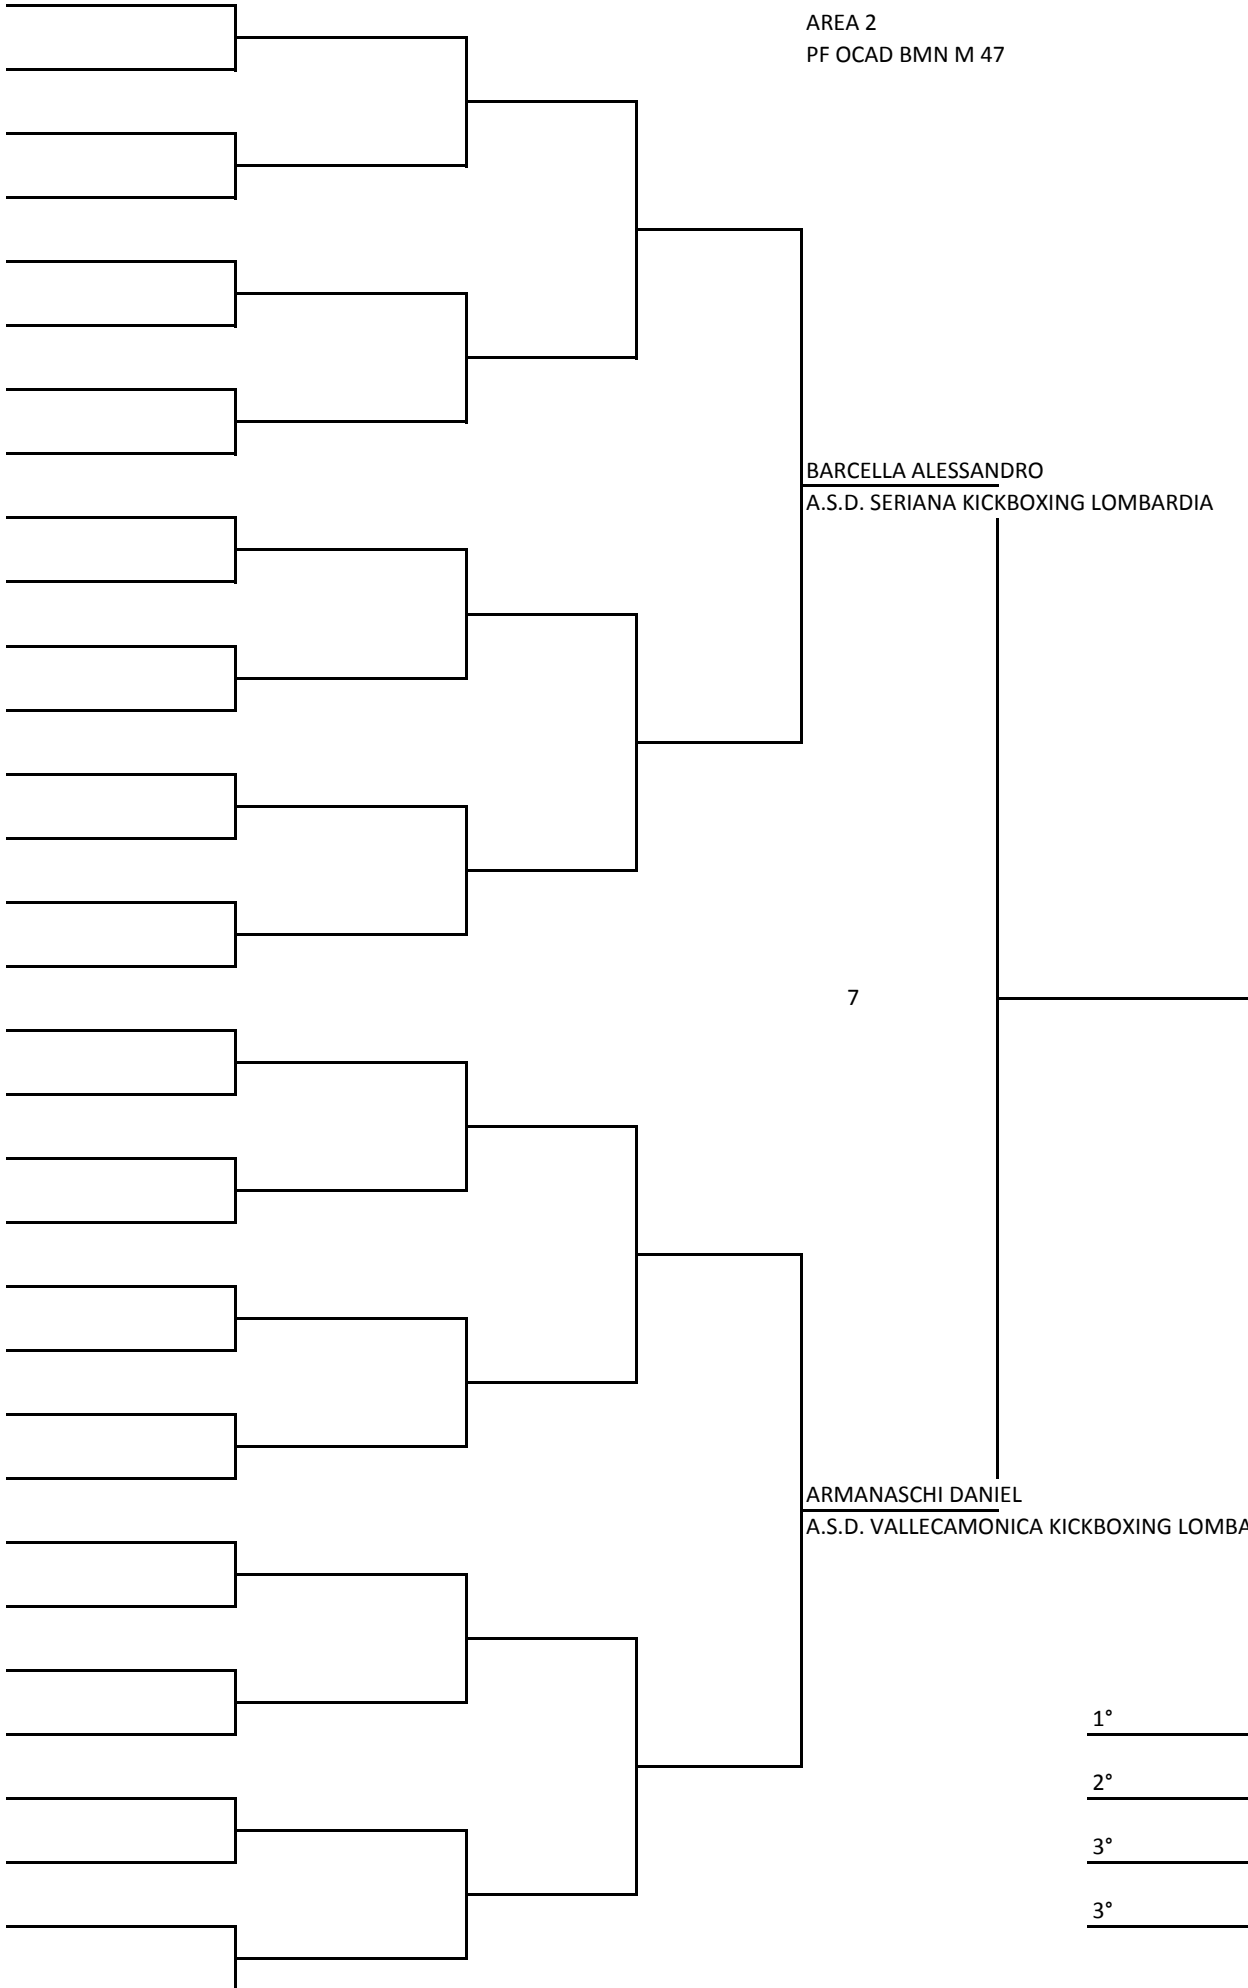 AREA 2
PF OCAD BMN M 47
BARCELLA ALESSANDRO
A.S.D. SERIANA KICKBOXING LOMBARDIA
7
ARMANASCHI DANIEL
A.S.D. VALLECAMONICA KICKBOXING LOMBA
1°
2°
3°
3°